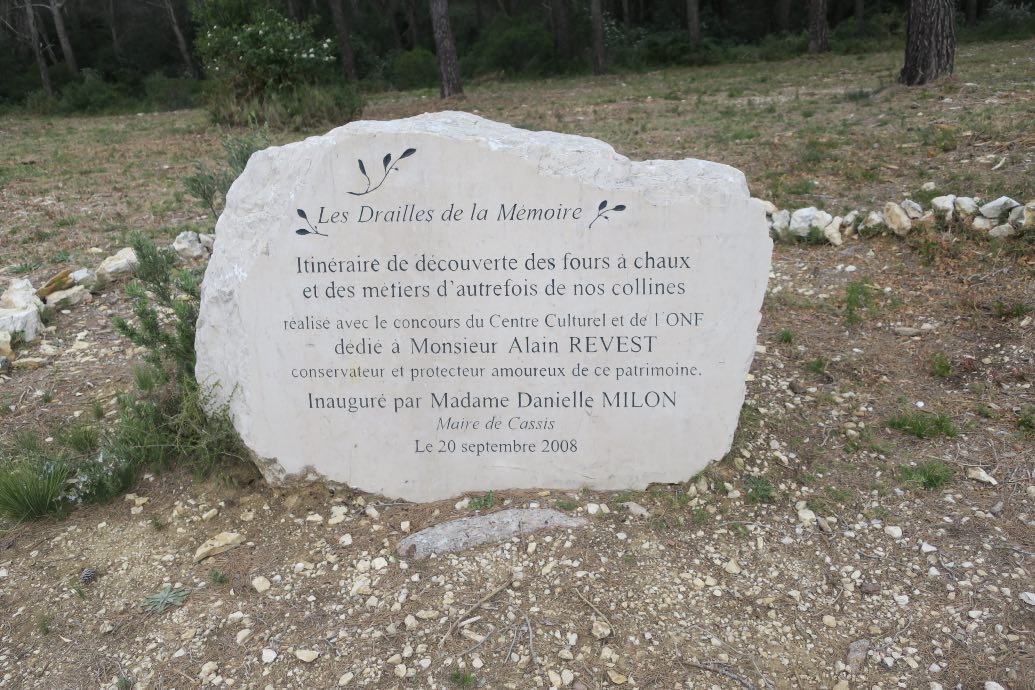 Les Drailles de la Mémoire
Itinéraire de découverte des fours à chaux
et des métiers d'autrefois de nos collines
réalisé avec le concours du Centre Culturel et de l'ONF
dédié à Monsieur Alain REVEST
conservateur et protecteur amoureux de ce patrimoine.
Inauguré par Madame Danielle MILON
Maire de Cassis
Le 20 septembre 2008